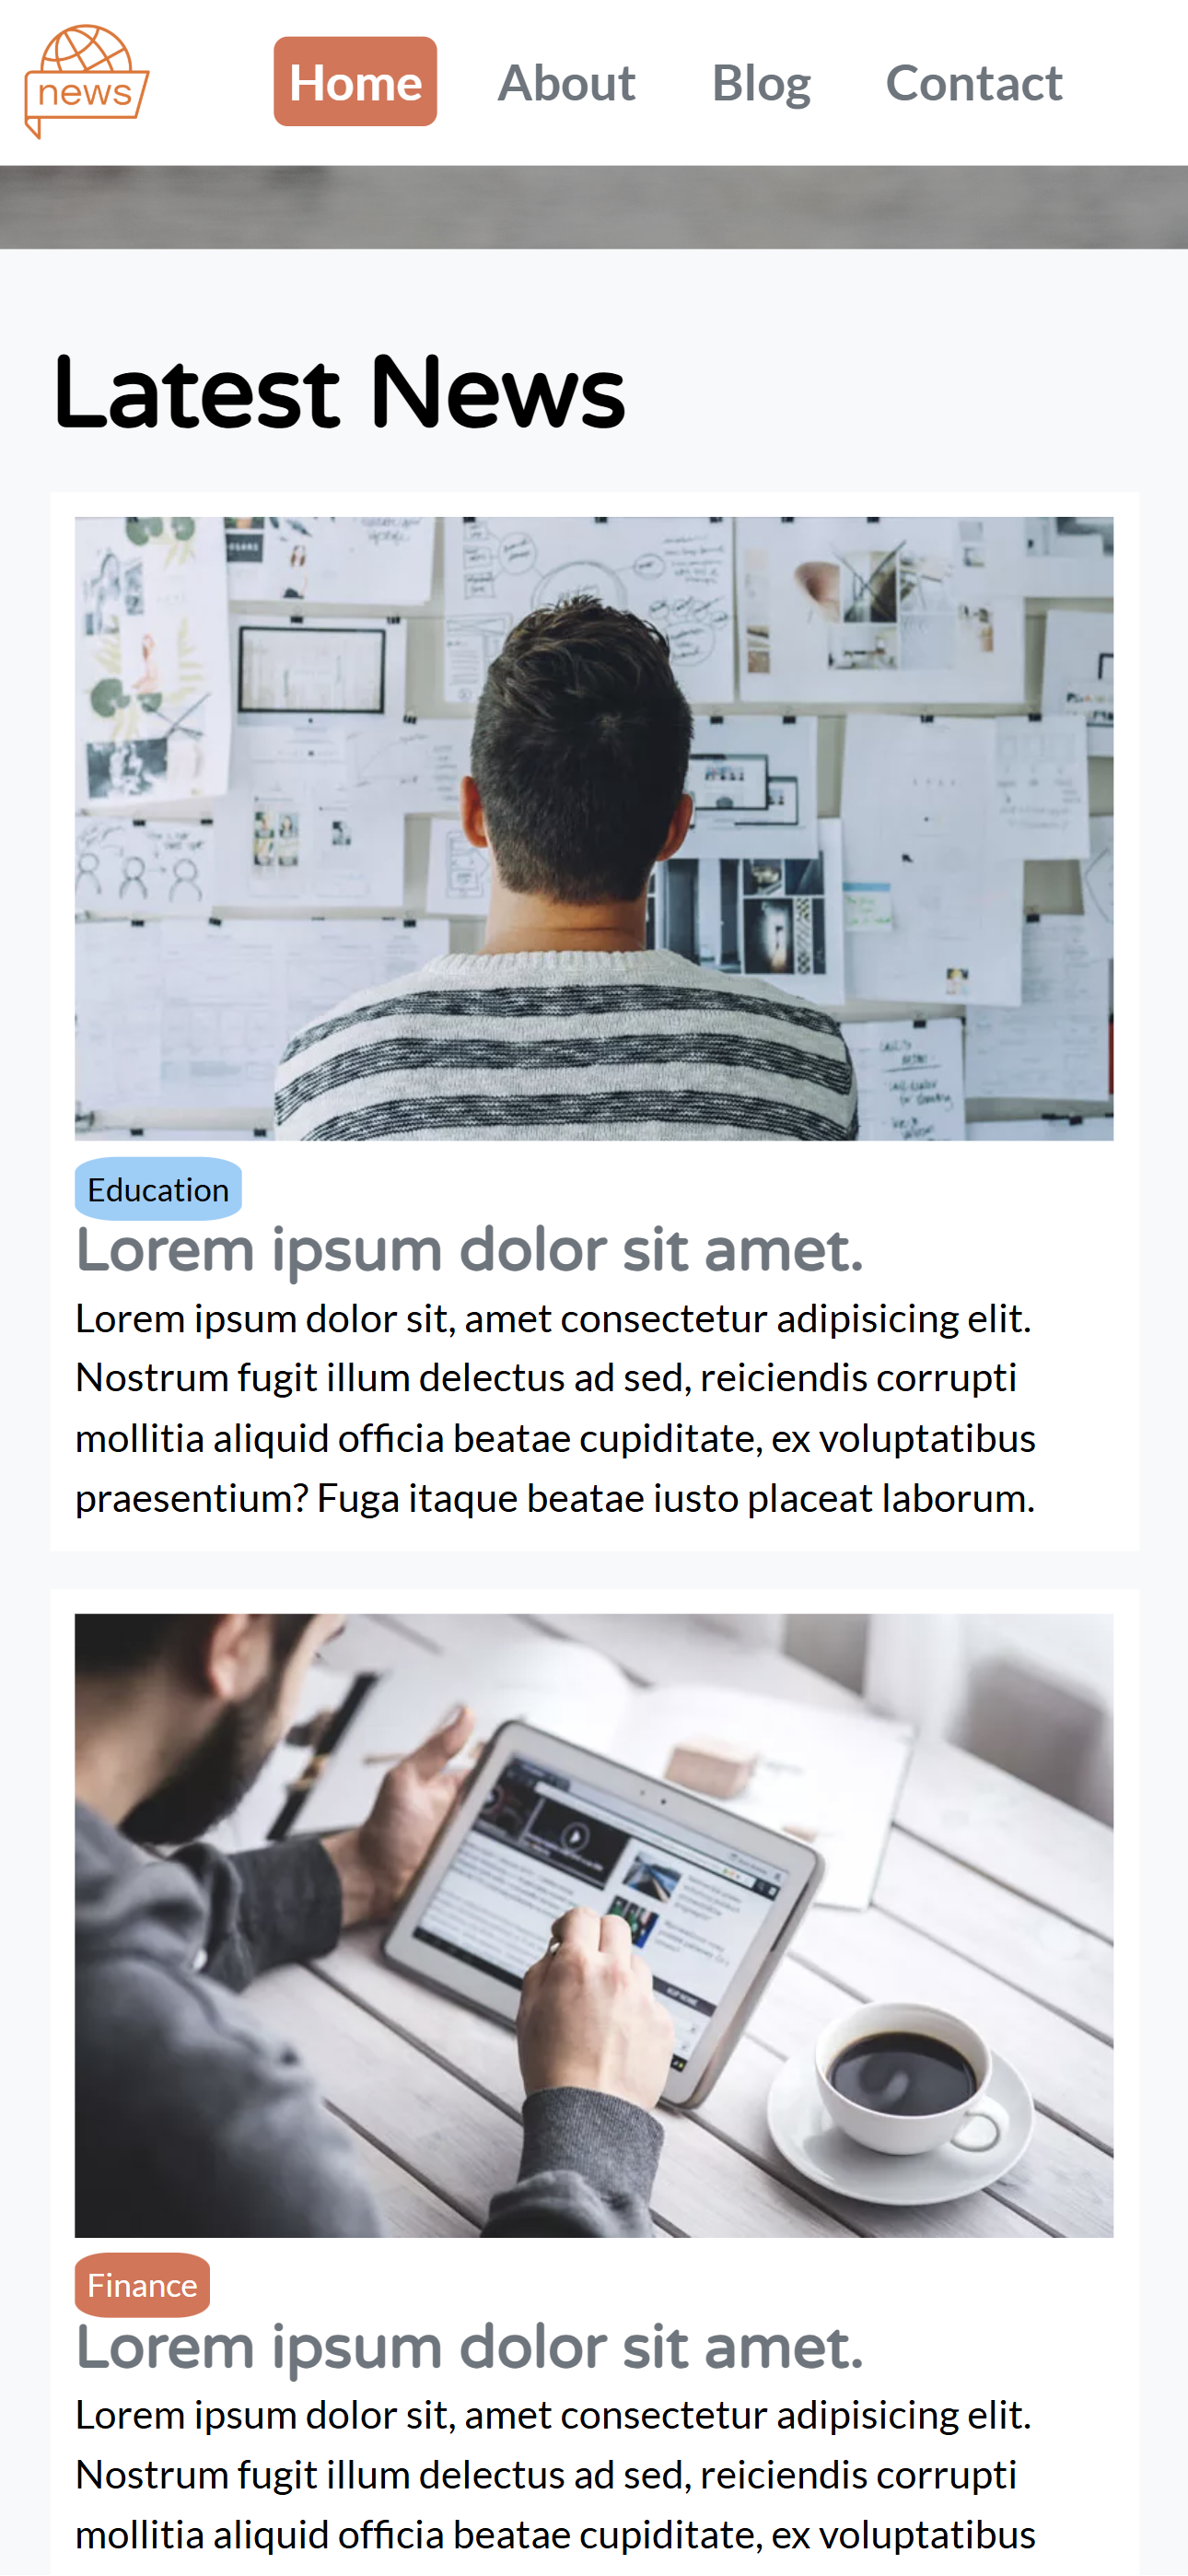 news
Home About Blog Contact
Latest News
Education
Lorem ipsum dolor sit amet.
Lorem ipsum dolor sit, amet consectetur adipisicing elit.
Nostrum fugit illum delectus ad sed, reiciendis corrupti
mollitia aliquid officia beatae cupiditate, ex voluptatibus
praesentium? Fuga itaque beatae iusto placeat laborum.
Finance
Lorem ipsum dolor sit amet.
Lorem ipsum dolor sit, amet consectetur adipisicing elit.
Nostrum fugit illum delectus ad sed, reiciendis corrupti
mollitia aliquid officia beatae cupiditate, ex voluptatibus